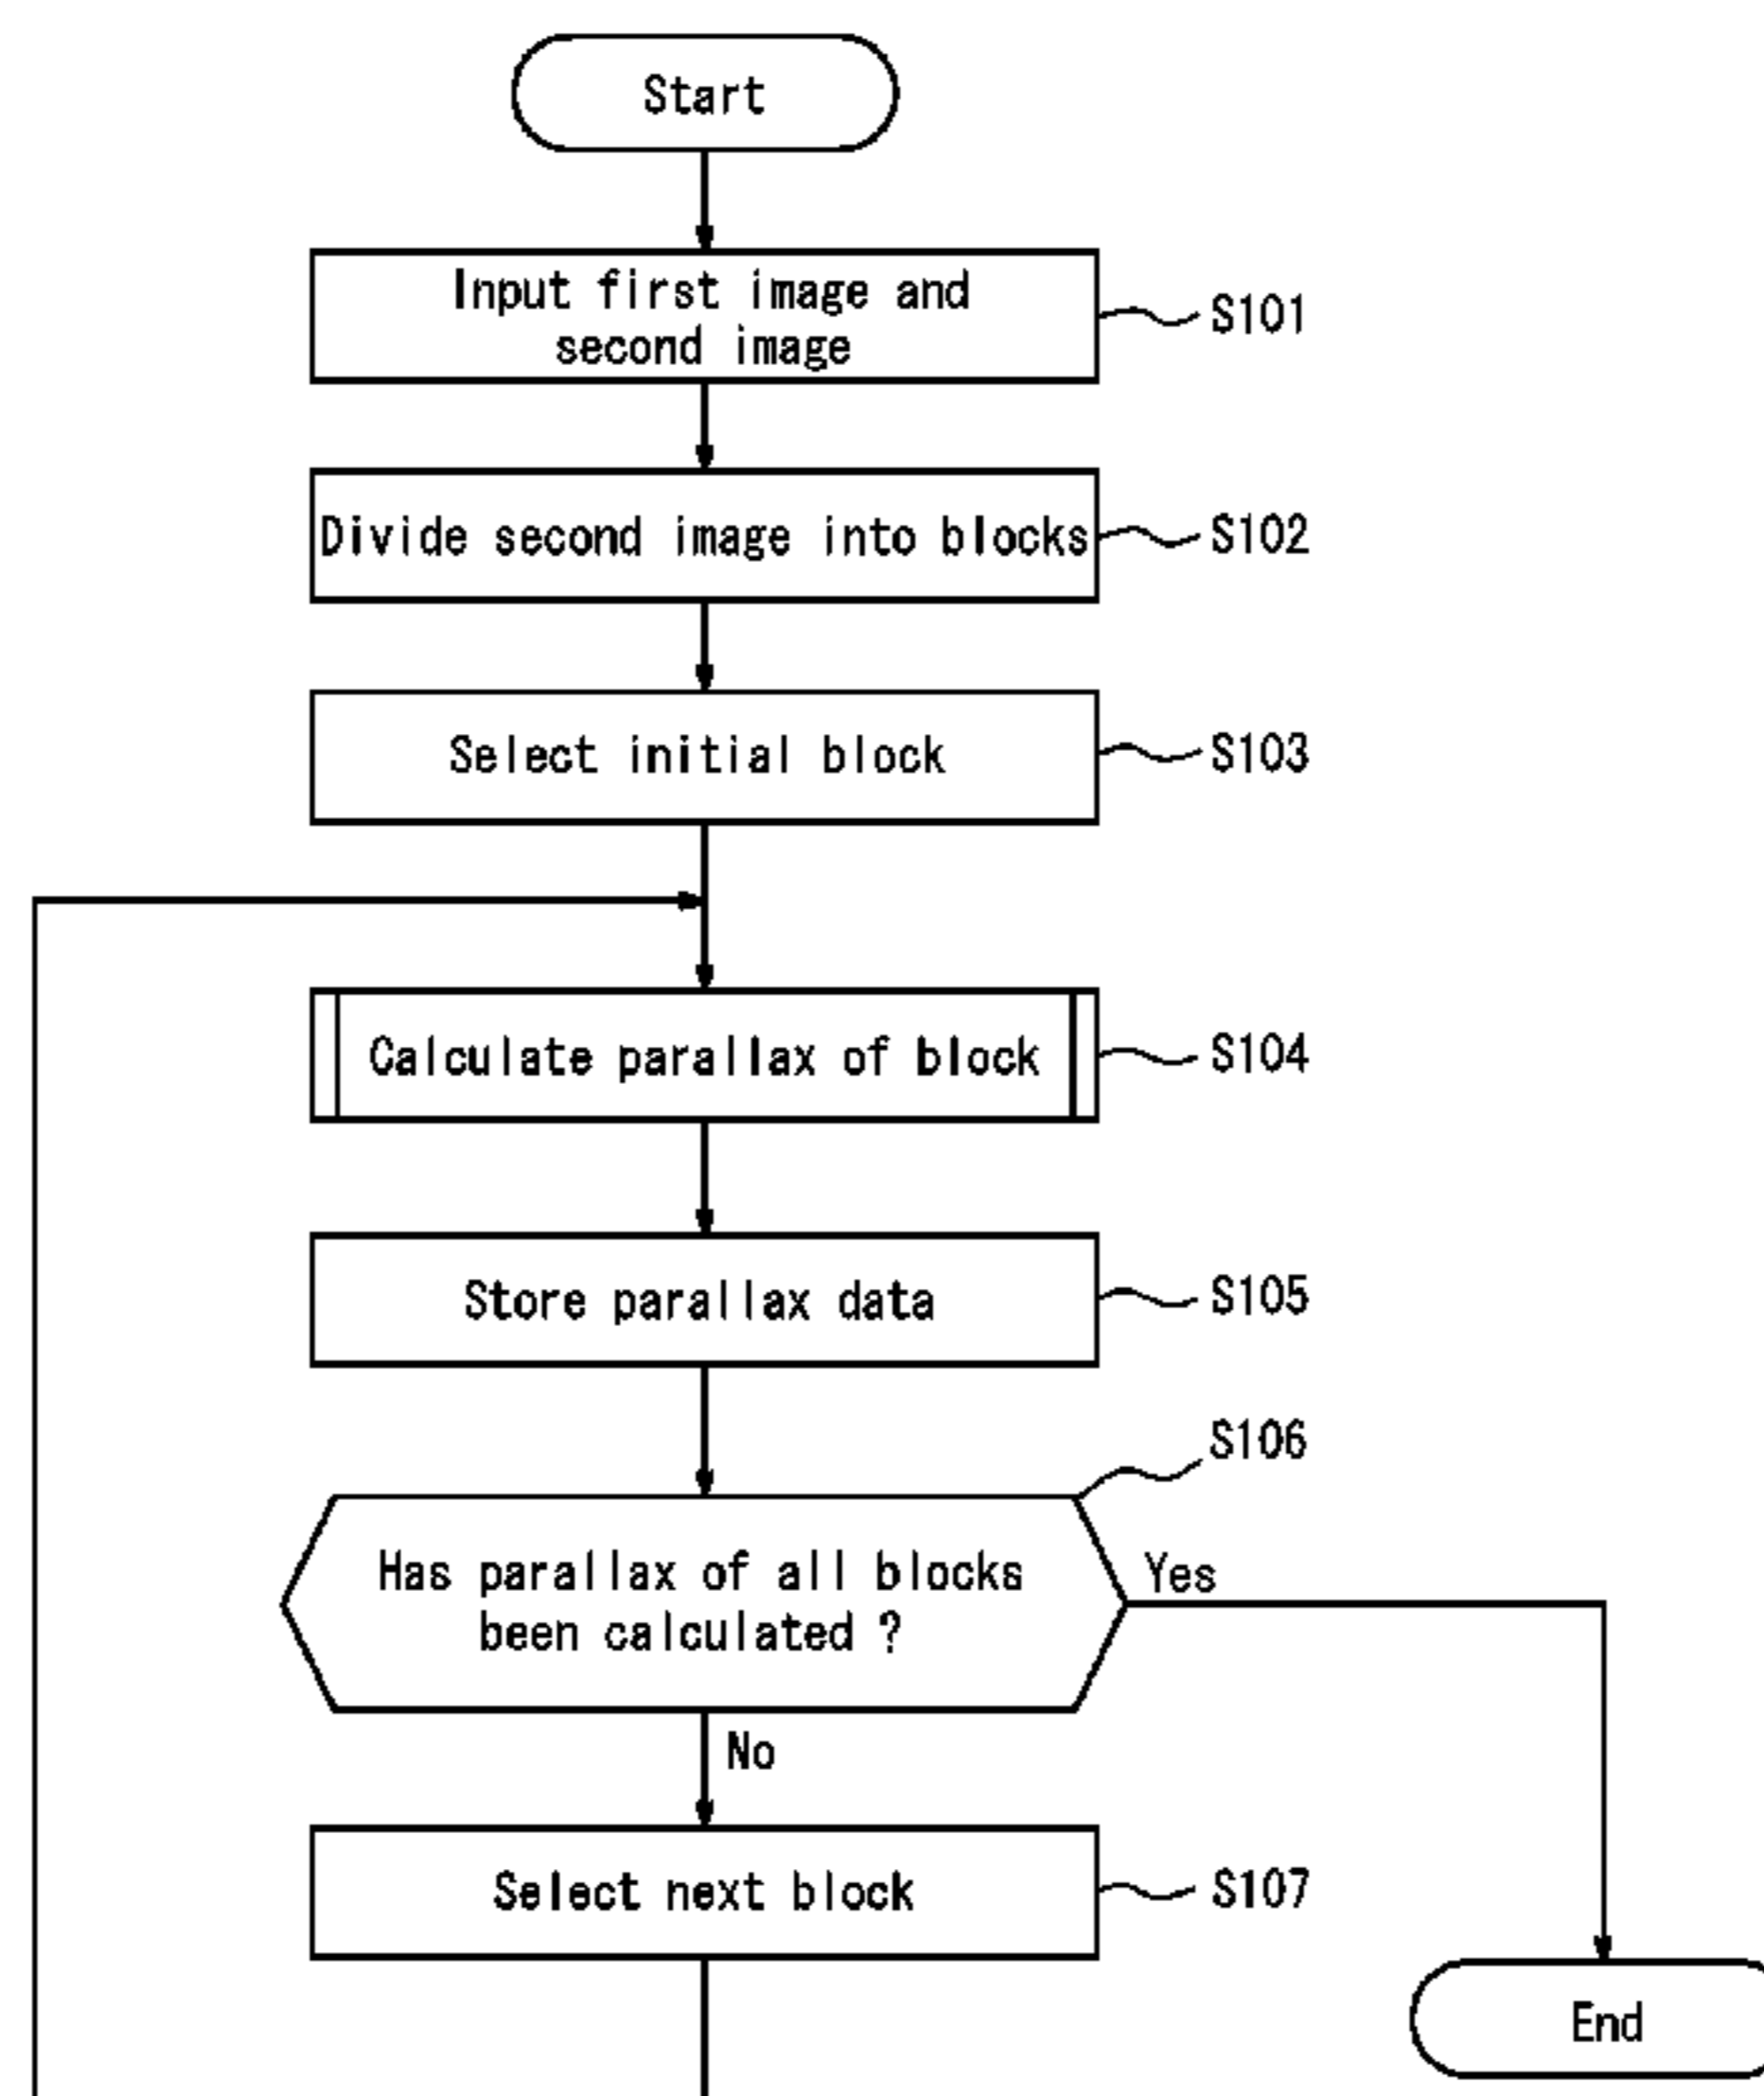 Start
Input first image and
second image
S101
Divide second image into blocks
S102
Select initial block
S103
Calculate parallax of block
S104
Store parallax data
S105
S106
Has parallax of all blocks
been calculated ?
Yes
No
Select next block
S107
End